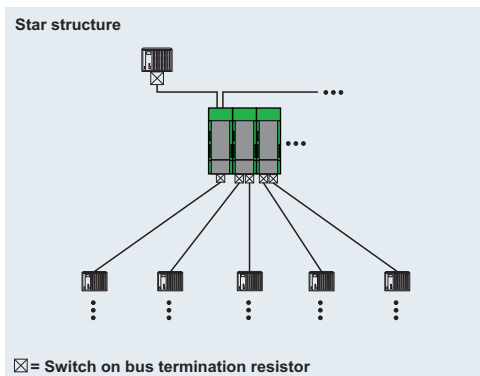 Star structure
= Switch on bus termination resistor